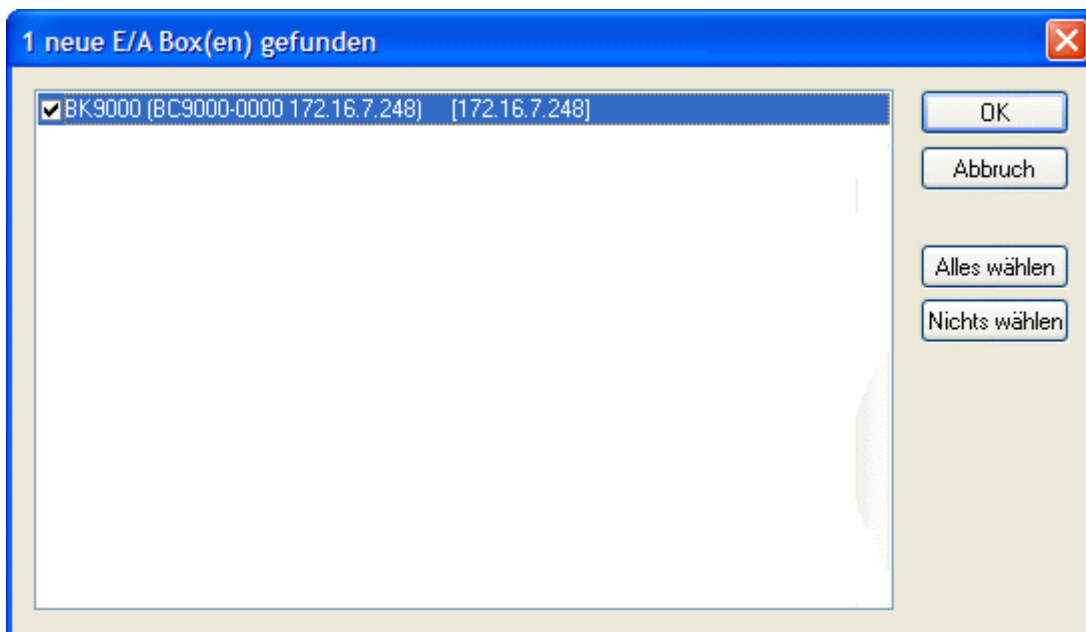 1 neue E/A Box(en) gefunden
BK9000 (BC9000-0000 172.16.7.248) [172.16.7.248]
OK
Abbruch
Alles wählen
Nichts wählen